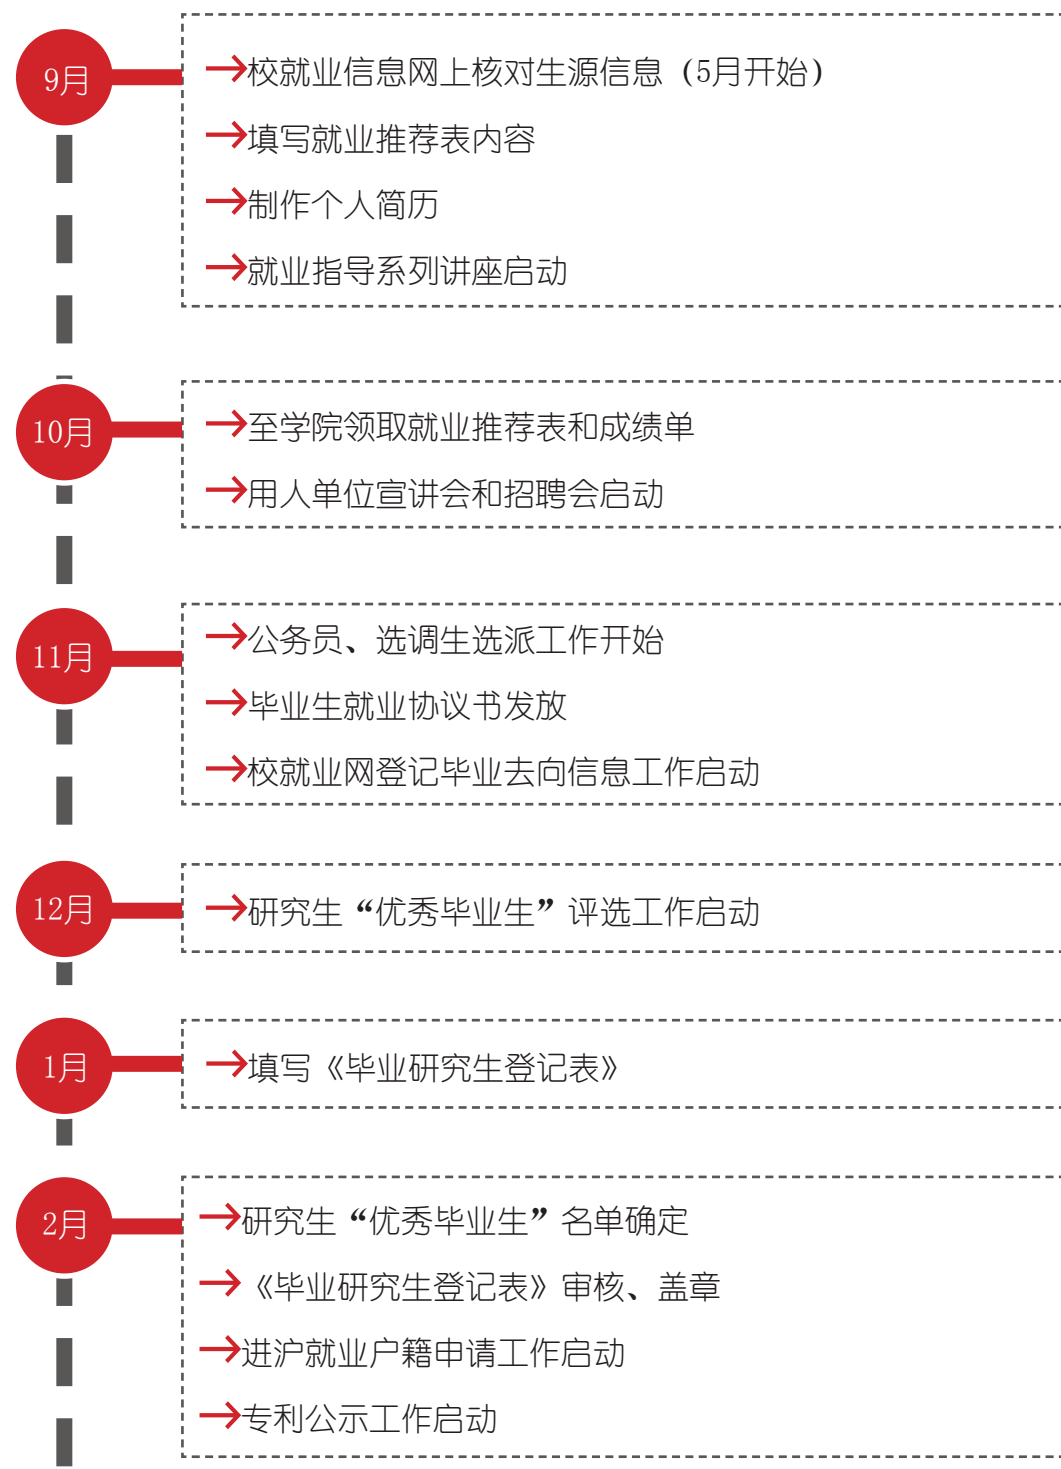 9月
→校就业信息网上核对生源信息（5月开始）
→填写就业推荐表内容
→制作个人简历
→就业指导系列讲座启动
10月
→至学院领取就业推荐表和成绩单
→用人单位宣讲会和招聘会启动
11月
→公务员、选调生选派工作开始
→毕业生就业协议书发放
→校就业网登记毕业去向信息工作启动
12月
→研究生“优秀毕业生”评选工作启动
1月
→填写《毕业研究生登记表》
2月
→研究生“优秀毕业生”名单确定
→《毕业研究生登记表》审核、盖章
→进沪就业户籍申请工作启动
→专利公示工作启动